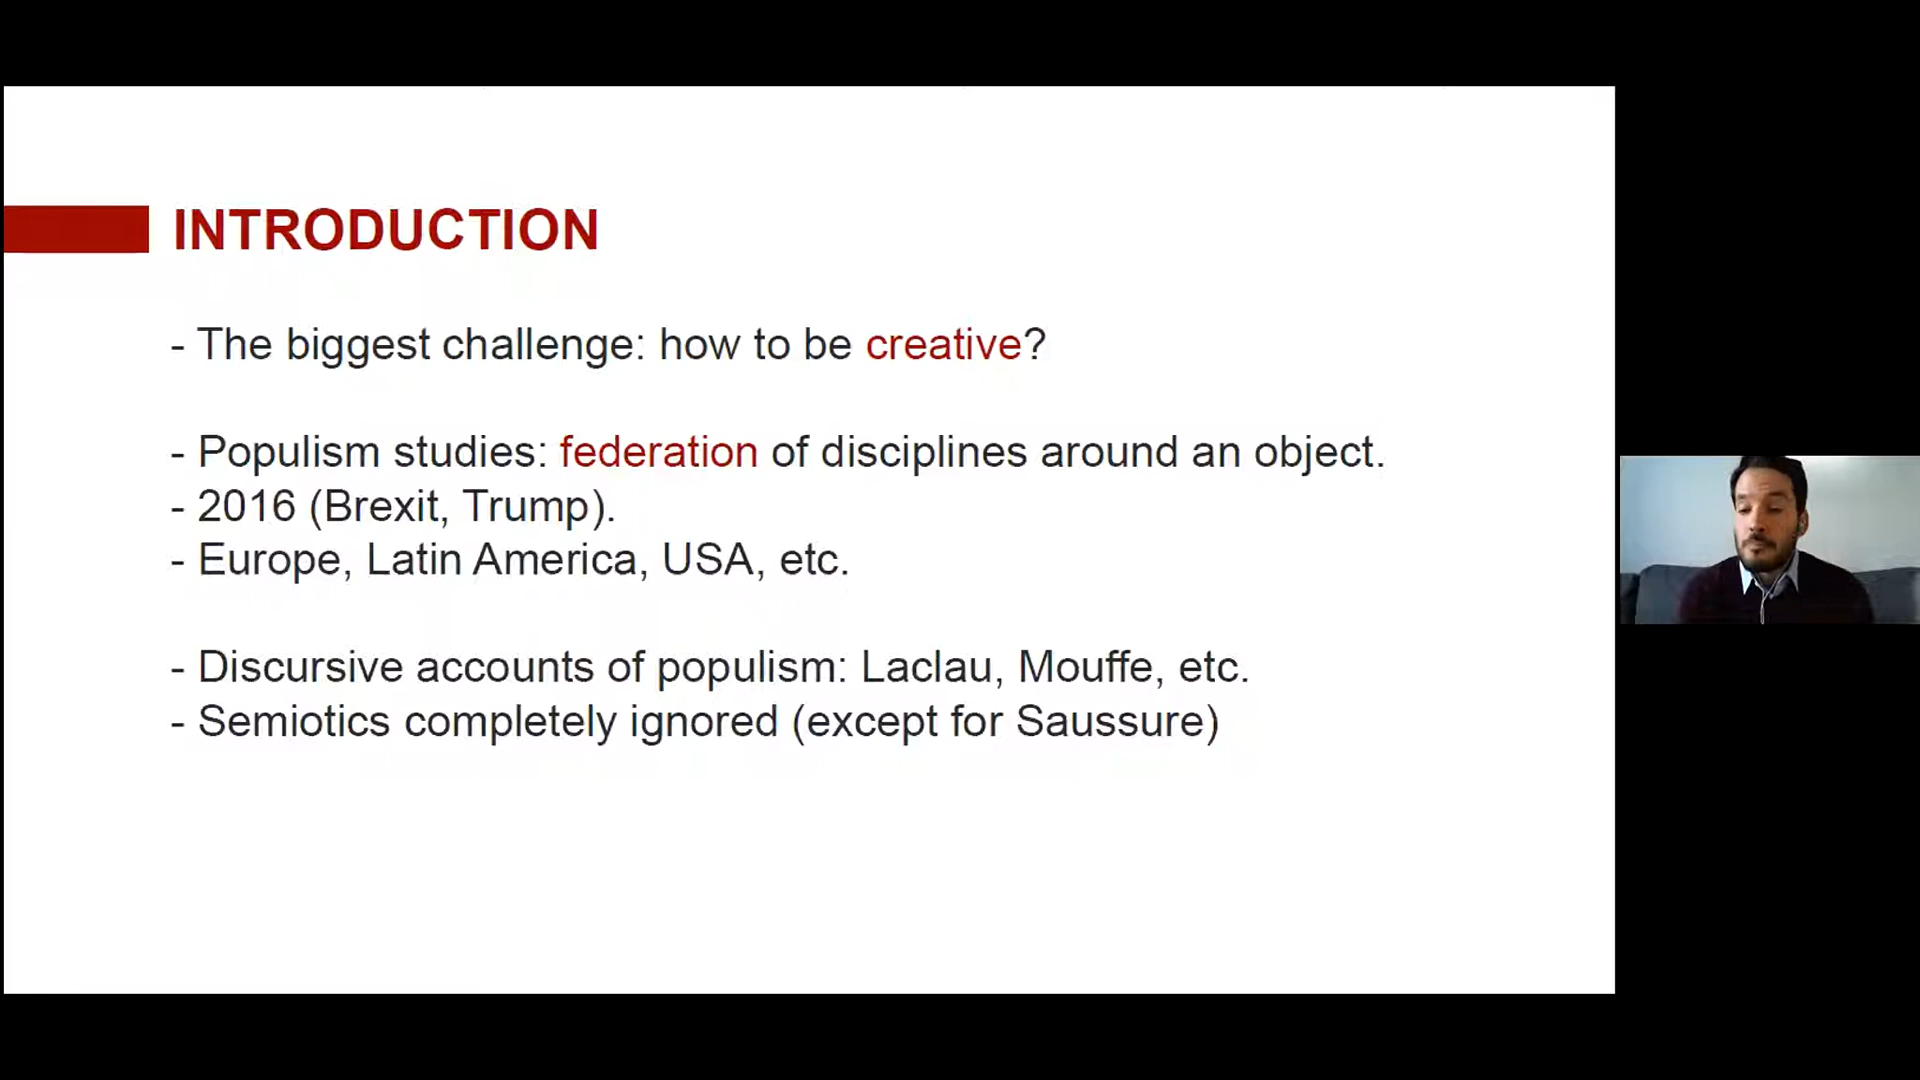 INTRODUCTION
- The biggest challenge: how to be creative?
- Populism studies: federation of disciplines around an object.
- 2016 (Brexit, Trump).
- Europe, Latin America, USA, etc.
- Discursive accounts of populism: Laclau, Mouffe, etc.
- Semiotics completely ignored (except for Saussure)